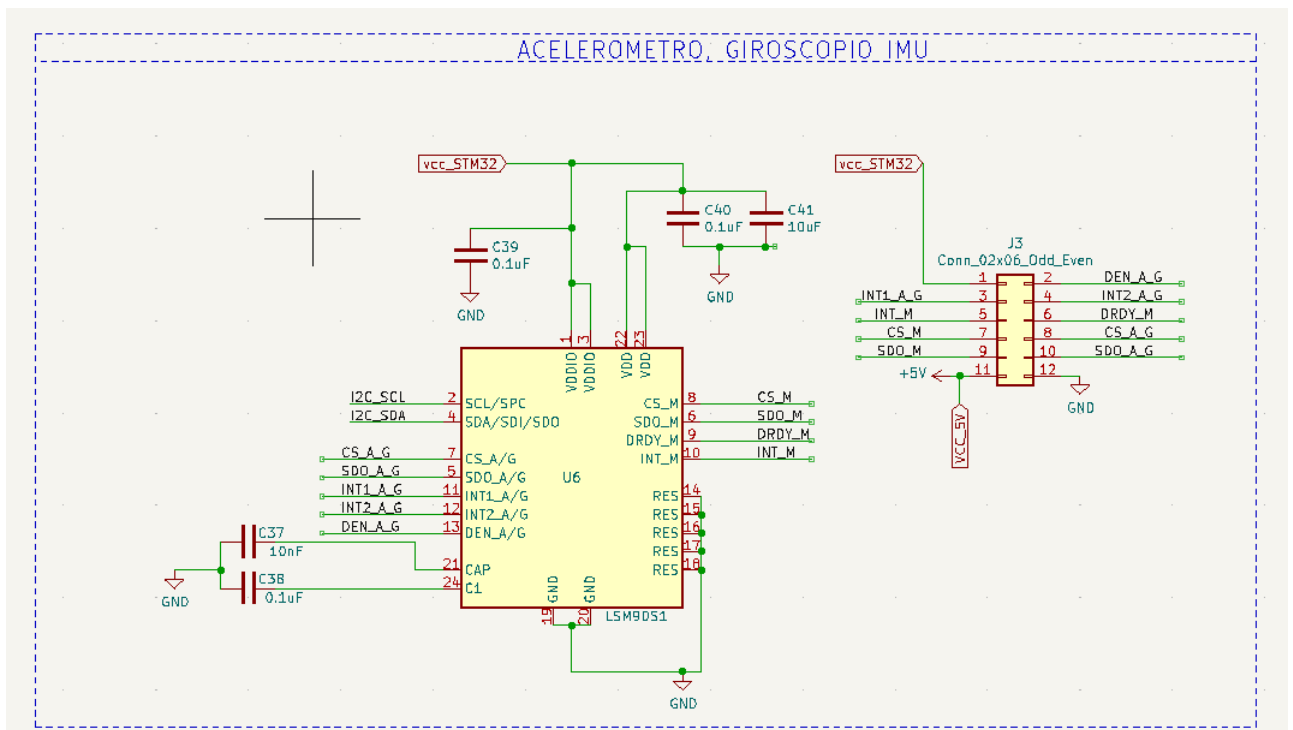 ACELEROMETRO, GIROSCOPIO IMU
vcc_STM32
C39
0.1uF
GND
C40
0.1uF
C41
10uF
GND
1
3
22
23
VDDIO
VDDIO
VDD
VDD
I2C_SCL 2 SCL/SPC
I2C_SDA 4 SDA/SDI/SDO
CS_A_G 7 CS_A/G
SDO_A_G 5 SDO_A/G
INT1_A_G 11 INT1_A/G
INT2_A_G 12 INT2_A/G
DEN_A_G 13 DEN_A/G
21 CAP
24 C1
C37
10nF
C38
0.1uF
GND
U6
CS_M 8 CS_M
SDO_M 6 SDO_M
DRDY_M 9 DRDY_M
INT_M 10 INT_M
RES 14
RES 15
RES 16
RES 17
RES 18
GND
GND
19
20
LSM9DS1
GND
vcc_STM32
J3
Conn_02x06_Odd_Even
1 2 DEN_A_G
INT1_A_G 3 4 INT2_A_G
INT_M 5 6 DRDY_M
CS_M 7 8 CS_A_G
SDO_M 9 10 SDO_A_G
+5V 11 12
GND
VCC_5V